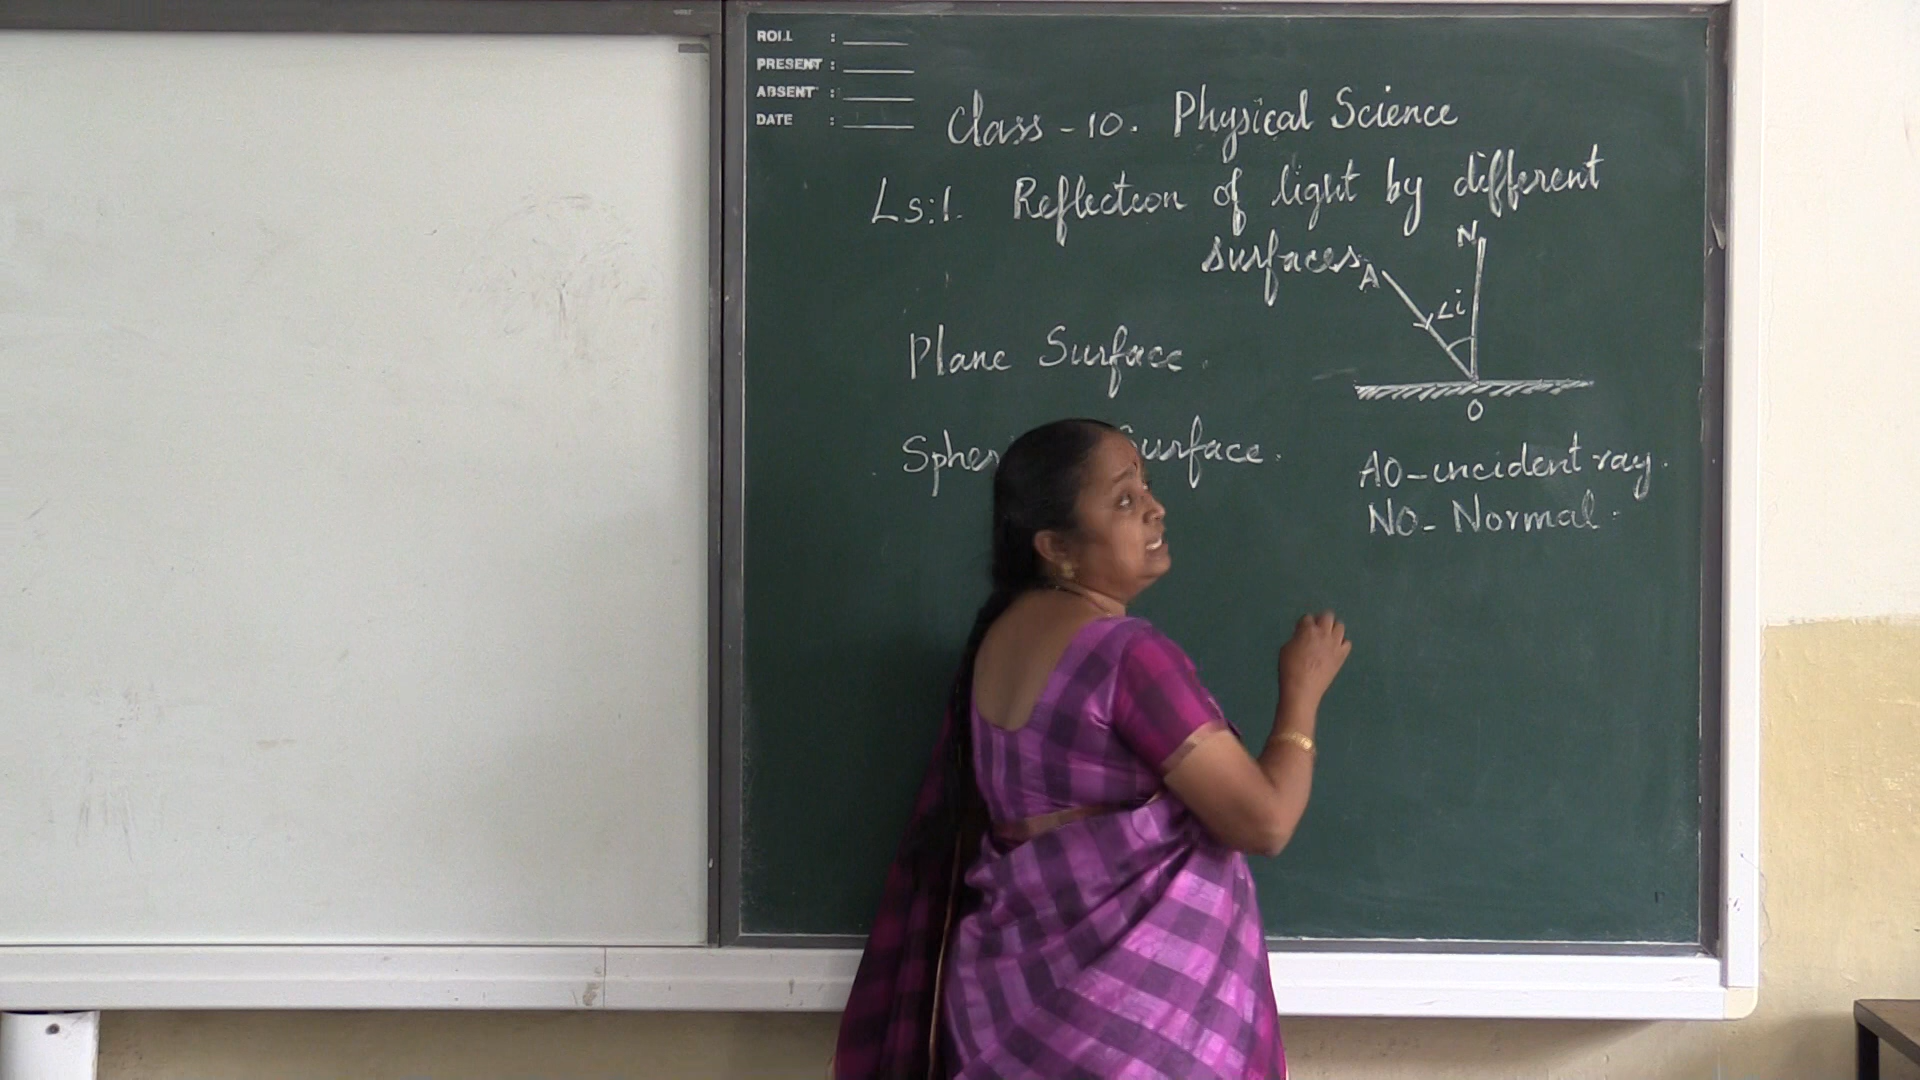 ROLL : 
PRESENT : 
ABSENT : 
DATE : 
Class - 10. Physical Science
Ls:1. Reflection of light by different
surfaces
N
A
∠i
O
Plane Surface.
Surface.
AO - incident ray.
NO - Normal.